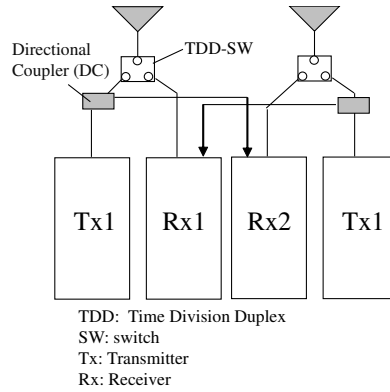 Directional
Coupler (DC)
TDD-SW
Tx1
Rx1
Rx2
Tx1
TDD: Time Division Duplex
SW: switch
Tx: Transmitter
Rx: Receiver